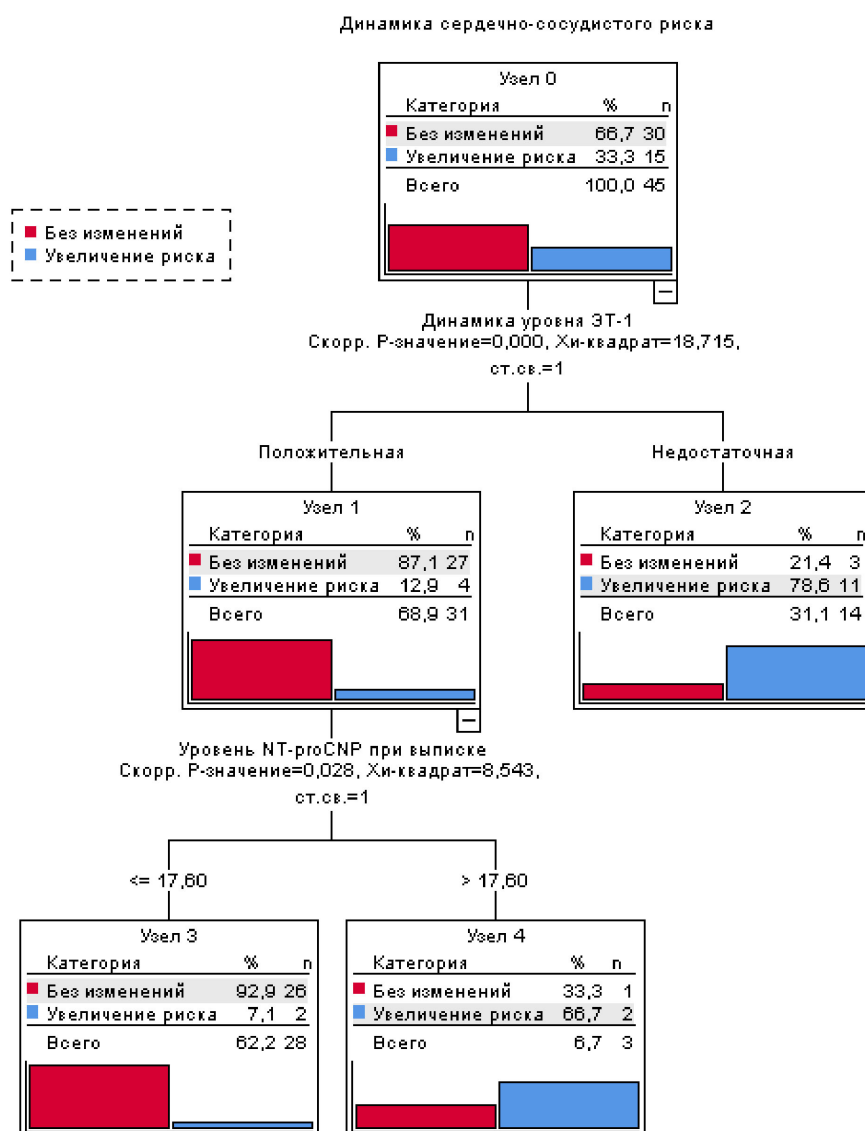 Динамика сердечно-сосудистого риска
Узел 0
Категория % n
Без изменений 66,7 30
Увеличение риска 33,3 15
Всего 100,0 45
Без изменений
Увеличение риска
Динамика уровня ЭТ-1
Скорр. P-значение=0,000, Хи-квадрат=18,715,
ст.св.=1
Положительная
Недостаточная
Узел 1
Категория % n
Без изменений 87,1 27
Увеличение риска 12,9 4
Всего 68,9 31
Узел 2
Категория % n
Без изменений 21,4 3
Увеличение риска 78,6 11
Всего 31,1 14
Уровень NT-proCNP при выписке
Скорр. P-значение=0,028, Хи-квадрат=8,543,
ст.св.=1
<= 17,60
> 17,60
Узел 3
Категория % n
Без изменений 92,9 26
Увеличение риска 7,1 2
Всего 62,2 28
Узел 4
Категория % n
Без изменений 33,3 1
Увеличение риска 66,7 2
Всего 6,7 3